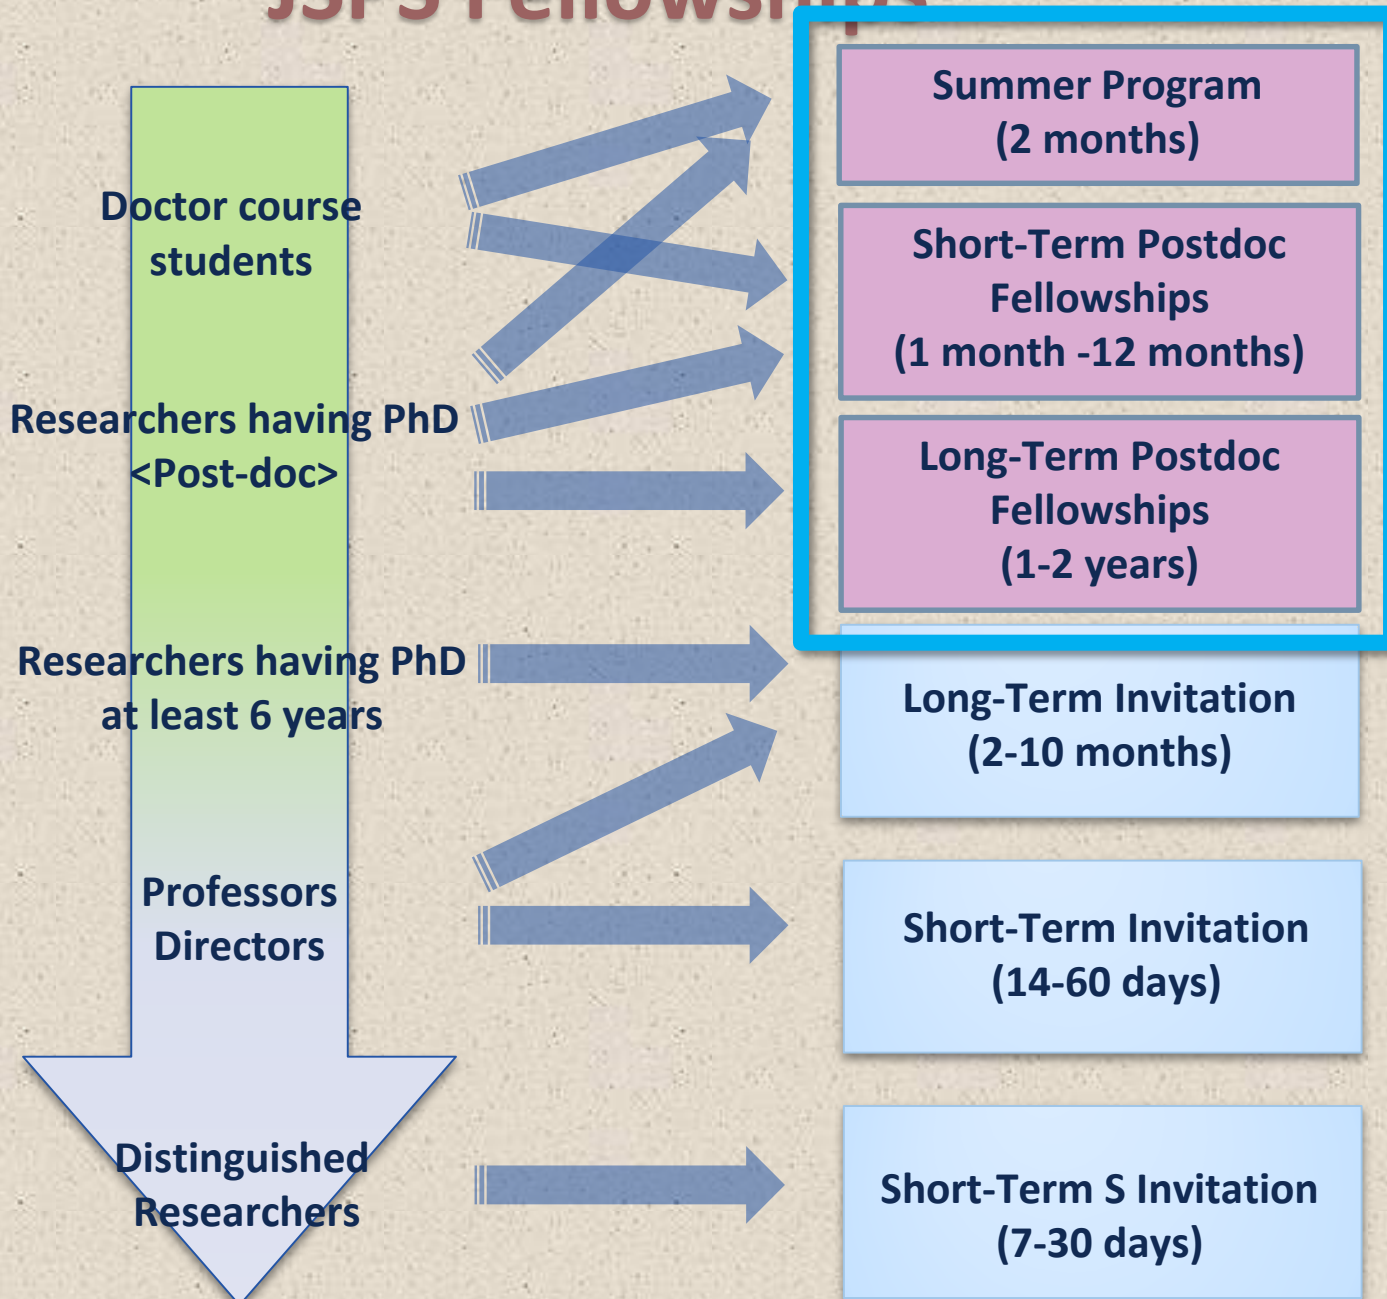 JSPS Fellowships
Doctor course
students
Researchers having PhD
<Post-doc>
Researchers having PhD
at least 6 years
Professors
Directors
Distinguished
Researchers
Summer Program
(2 months)
Short-Term Postdoc
Fellowships
(1 month -12 months)
Long-Term Postdoc
Fellowships
(1-2 years)
Long-Term Invitation
(2-10 months)
Short-Term Invitation
(14-60 days)
Short-Term S Invitation
(7-30 days)